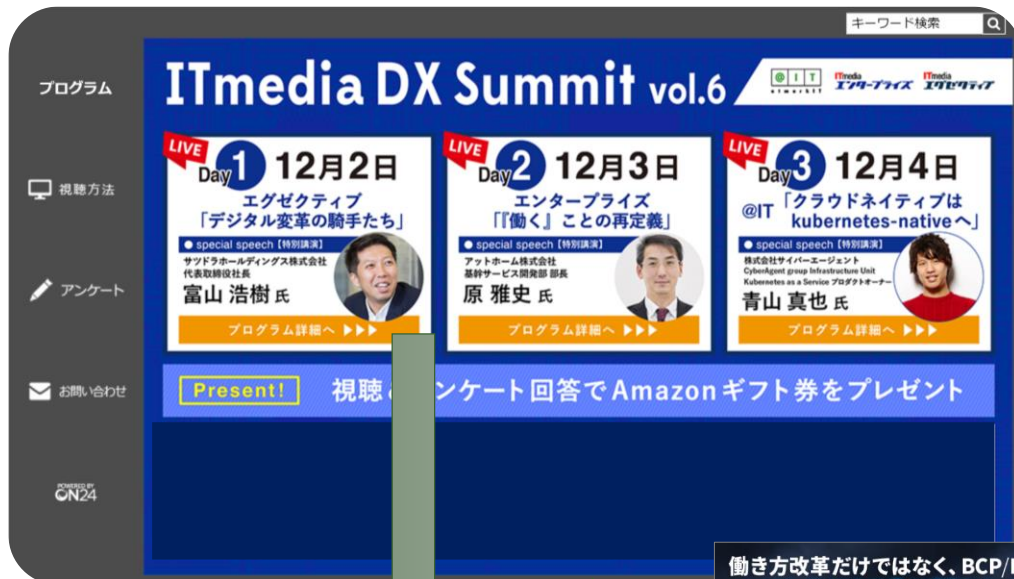 キーワード検索
プログラム
視聴方法
アンケート
お問い合わせ
POWERED BY
ON24
ITmedia DX Summit vol.6
@IT
atmarkIT
ITmedia
エンタープライズ
ITmedia
エグゼクティブ
LIVE
Day1 12月2日
エグゼクティブ
「デジタル変革の騎手たち」
● special speech【特別講演】
サツドラホールディングス株式会社
代表取締役社長
富山 浩樹 氏
プログラム詳細へ ▶▶▶
LIVE
Day2 12月3日
エンタープライズ
「『働く』ことの再定義」
● special speech【特別講演】
アットホーム株式会社
基幹サービス開発部 部長
原 雅史 氏
プログラム詳細へ ▶▶▶
LIVE
Day3 12月4日
@IT 「クラウドネイティブは
kubernetes-nativeへ」
● special speech【特別講演】
株式会社サイバーエージェント
CyberAgent group Infrastructure Unit
Kubernetes as a Service プロダクトオーナー
青山 真也 氏
プログラム詳細へ ▶▶▶
Present! 視聴 ンケート回答でAmazonギフト券をプレゼント
働き方改革だけではなく、BCP/